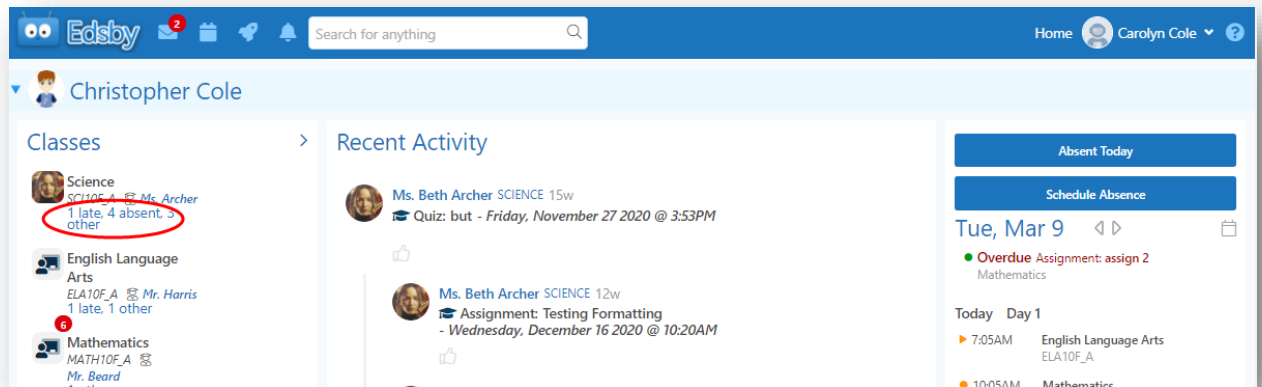 Edsby
2
Search for anything
Home
Carolyn Cole
?
Christopher Cole
Classes
Science
SCI10F_A Ms. Archer
1 late, 4 absent, 3
other
English Language
Arts
ELA10F_A Mr. Harris
1 late, 1 other
6
Mathematics
MATH10F_A
Mr. Beard
Recent Activity
Ms. Beth Archer SCIENCE 15w
Quiz: but - Friday, November 27 2020 @ 3:53PM
Ms. Beth Archer SCIENCE 12w
Assignment: Testing Formatting
- Wednesday, December 16 2020 @ 10:20AM
Absent Today
Schedule Absence
Tue, Mar 9
Overdue Assignment: assign 2
Mathematics
Today Day 1
7:05AM English Language Arts
ELA10F_A
10:05AM Mathematics